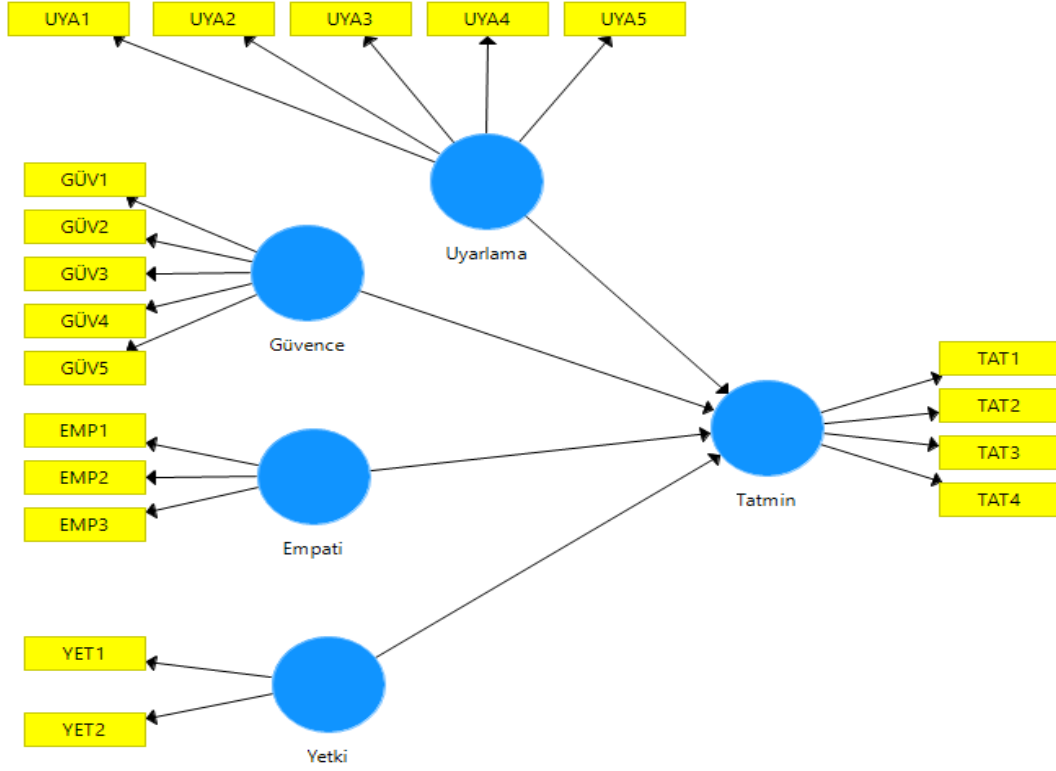 UYA1
UYA2
UYA3
UYA4
UYA5
Uyarlama
GÜV1
GÜV2
GÜV3
GÜV4
GÜV5
Güvence
EMP1
EMP2
EMP3
Empati
YET1
YET2
Yetki
TAT1
TAT2
TAT3
TAT4
Tatmin